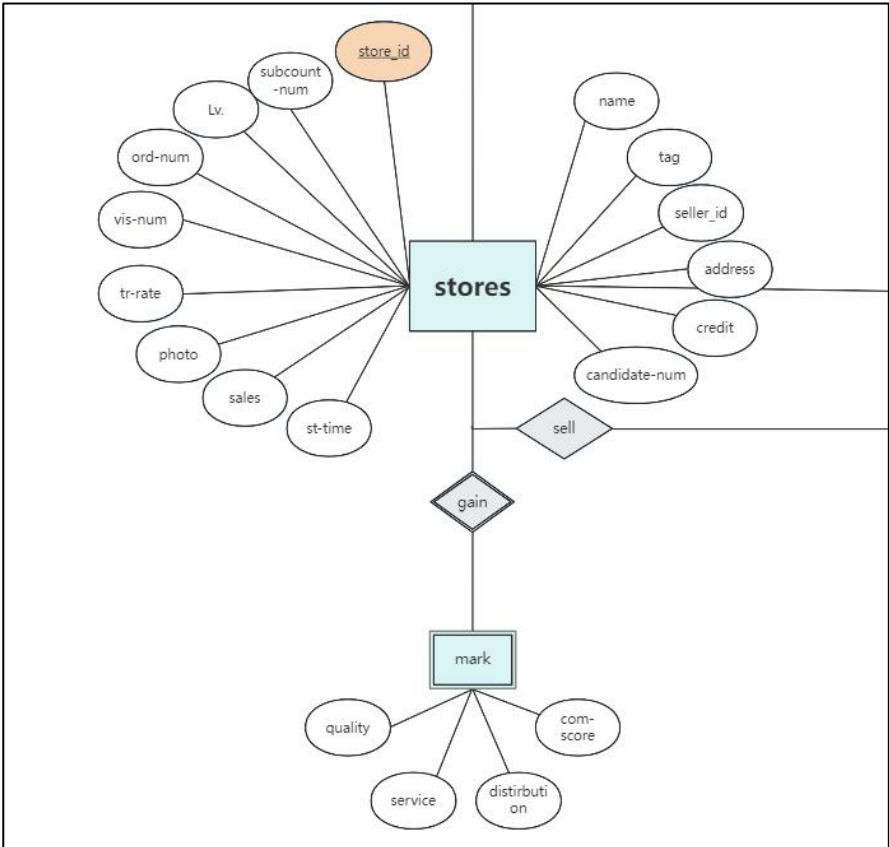 store_id
subcount
-num
Lv.
ord-num
vis-num
tr-rate
photo
sales
st-time
name
tag
seller_id
address
credit
candidate-num
stores
sell
gain
mark
quality
service
distirbuti
on
com-
score